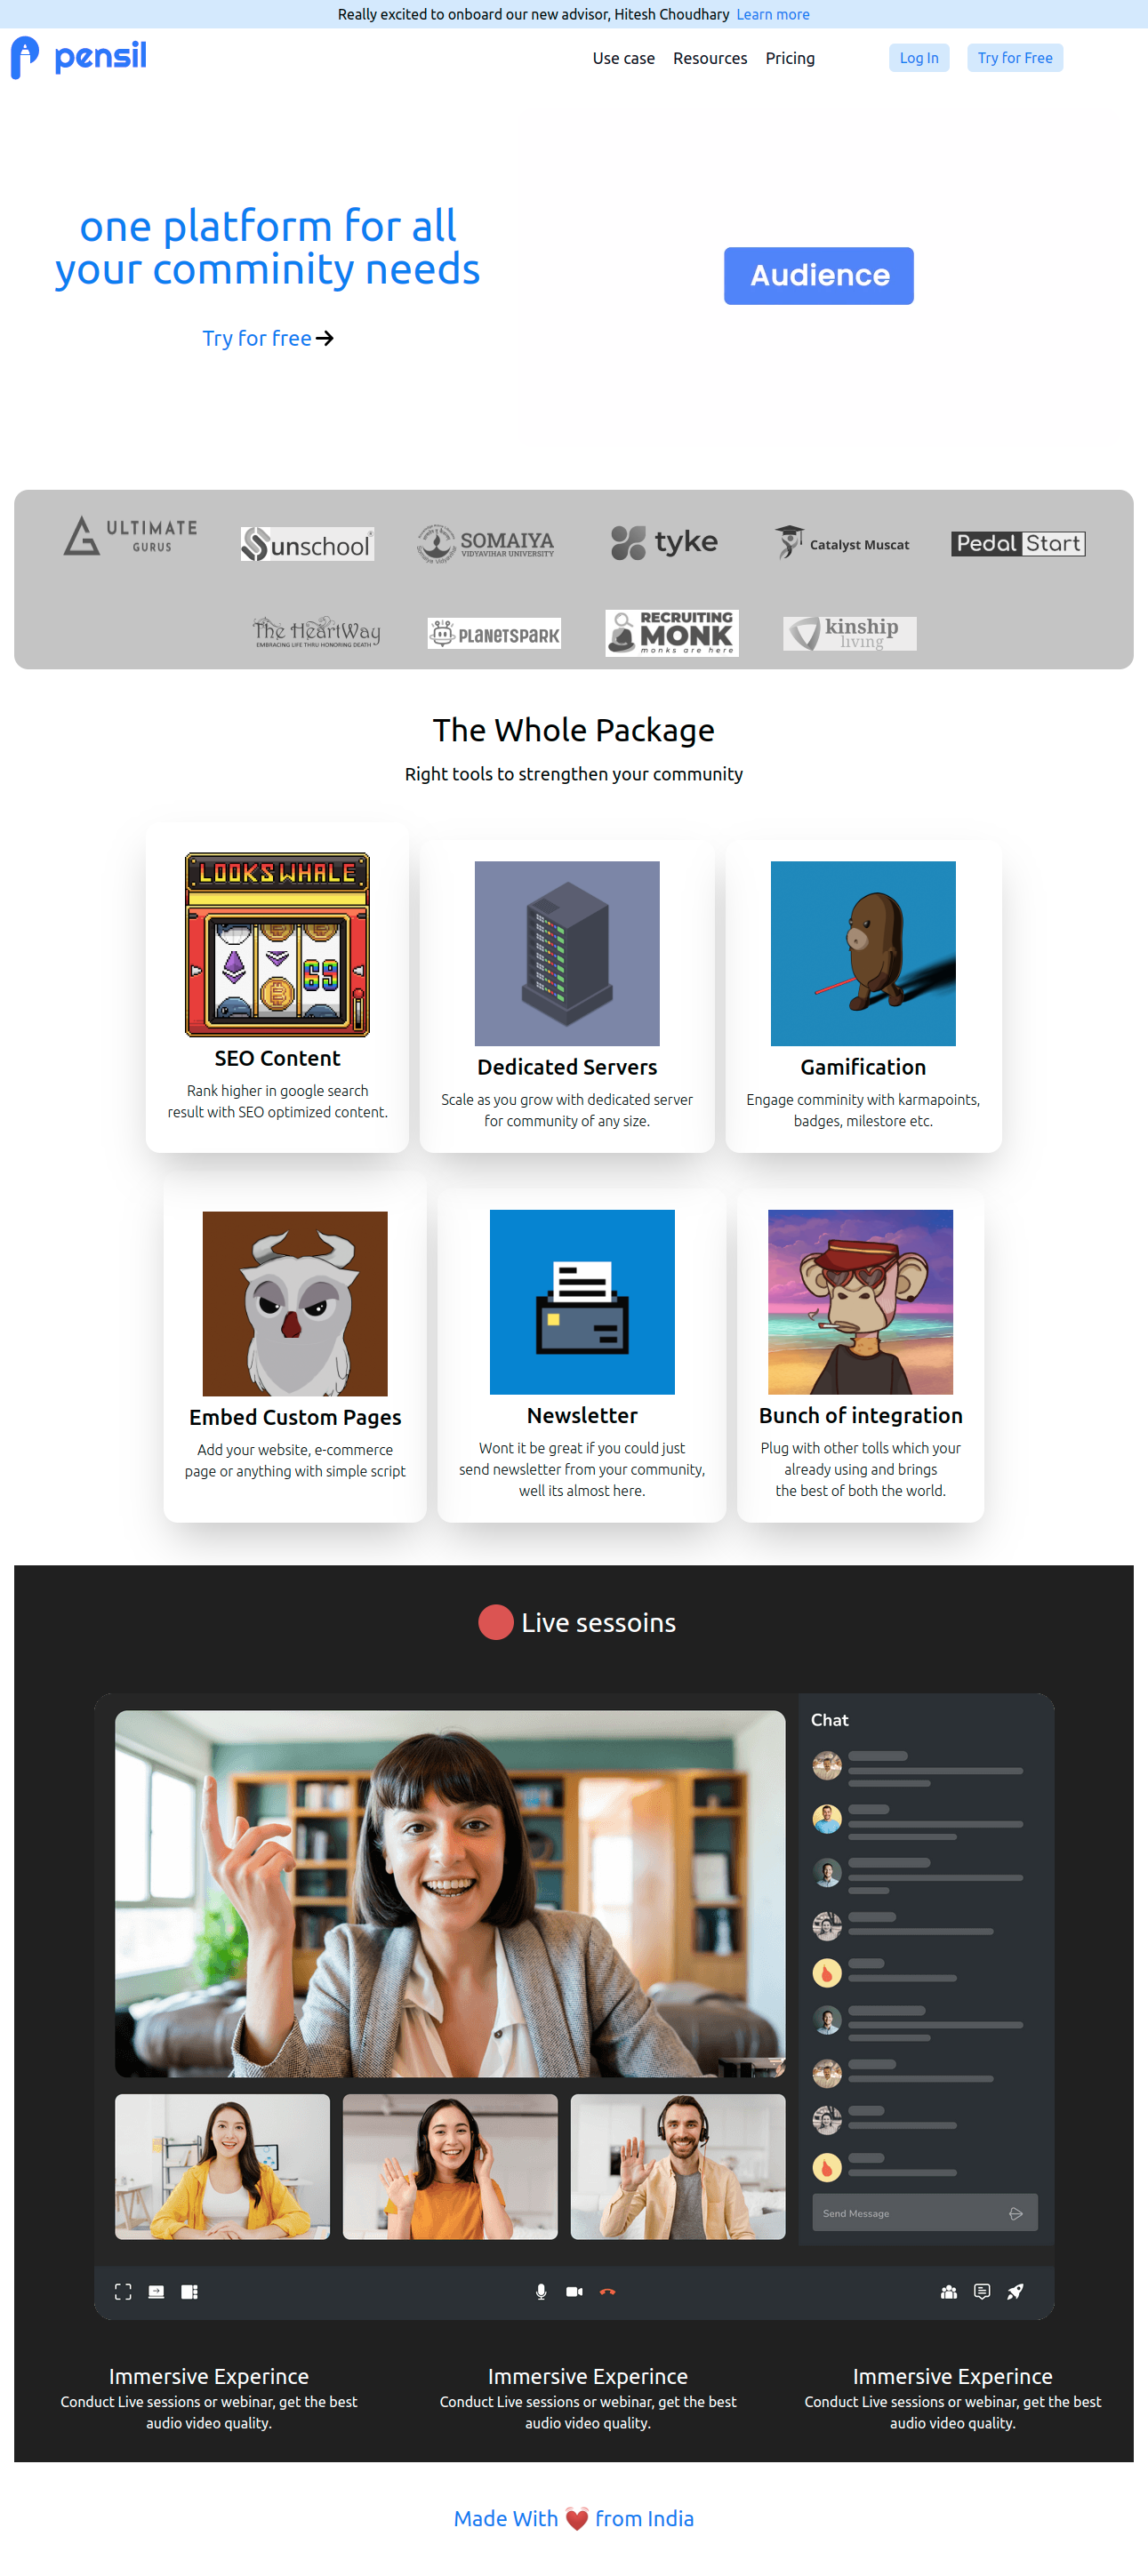 Really excited to onboard our new advisor, Hitesh Choudhary Learn more
pensil
Use case Resources Pricing Log In Try for Free
one platform for all
your comminity needs
Try for free
Audience
ULTIMATE
GURUS
Sunschool
SOMAIYA
VIDYAVIHAR UNIVERSITY
tyke
Catalyst Muscat
Pedal Start
The HeartWay
EMBRACING LIFE THRU HONORING DEATH
PLANETSPARK
RECRUITING
MONK
monks are here
kinship
living
The Whole Package
Right tools to strengthen your community
LOOKSWHALE
69
SEO Content
Rank higher in google search
result with SEO optimized content.
Dedicated Servers
Scale as you grow with dedicated server
for community of any size.
Gamification
Engage comminity with karmapoints,
badges, milestore etc.
Embed Custom Pages
Add your website, e-commerce
page or anything with simple script
Newsletter
Wont it be great if you could just
send newsletter from your community,
well its almost here.
Bunch of integration
Plug with other tolls which your
already using and brings
the best of both the world.
Live sessoins
Chat
Send Message
Immersive Experince
Conduct Live sessions or webinar, get the best
audio video quality.
Immersive Experince
Conduct Live sessions or webinar, get the best
audio video quality.
Immersive Experince
Conduct Live sessions or webinar, get the best
audio video quality.
Made With ❤️ from India